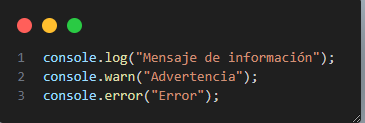 1 console.log("Mensaje de información");
2 console.warn("Advertencia");
3 console.error("Error");